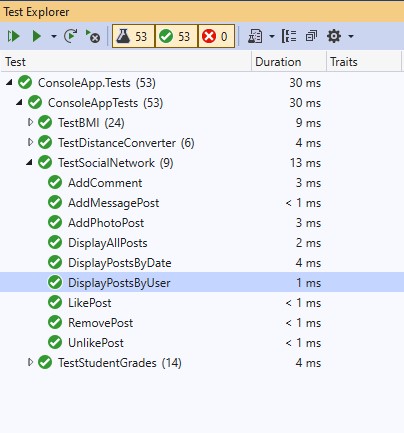 Test Explorer
53 53 0
Test Duration Traits
ConsoleApp.Tests (53) 30 ms
ConsoleAppTests (53) 30 ms
TestBMI (24) 9 ms
TestDistanceConverter (6) 4 ms
TestSocialNetwork (9) 13 ms
AddComment 3 ms
AddMessagePost < 1 ms
AddPhotoPost 3 ms
DisplayAllPosts 2 ms
DisplayPostsByDate 4 ms
DisplayPostsByUser 1 ms
LikePost < 1 ms
RemovePost < 1 ms
UnlikePost < 1 ms
TestStudentGrades (14) 4 ms